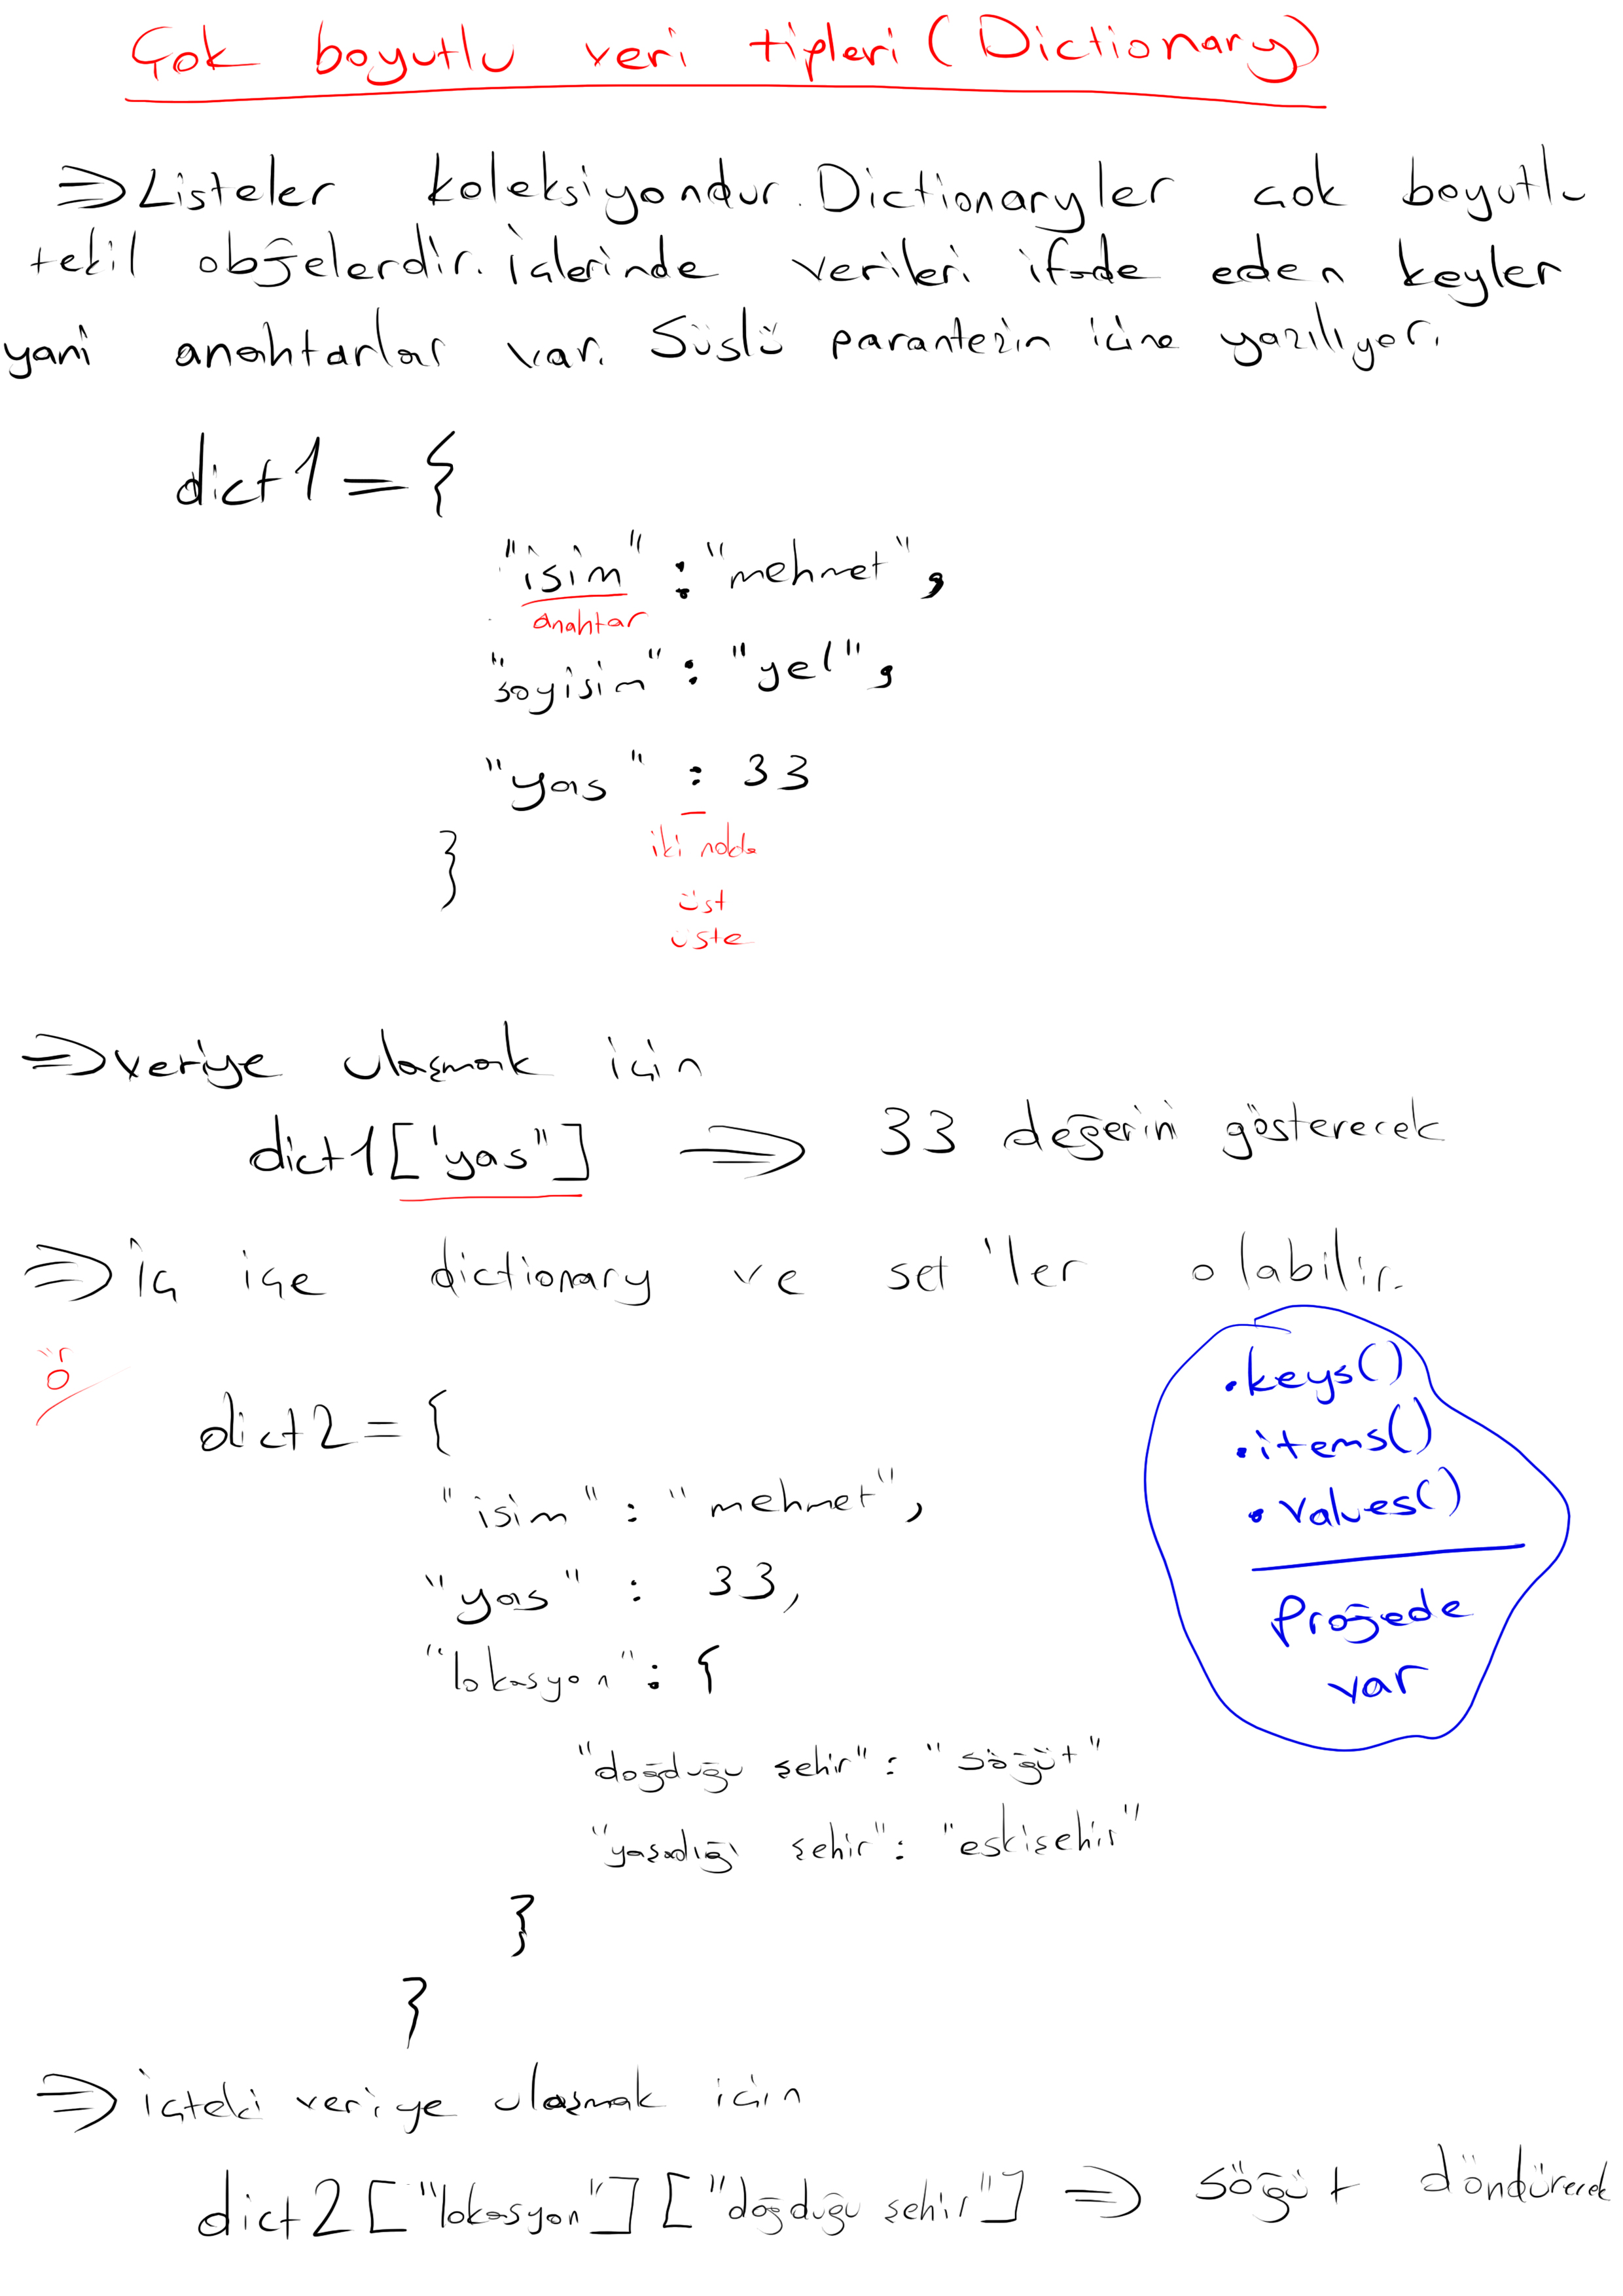 Çok boyutlu veri tipleri (Dictionary)
⇒ Listeler koleksiyondur. Dictionaryler çok boyutlu
tekil objelerdir. içlerinde verileri ifade eden keyler
yani anahtarlar var. Süslü parantezin içine yazılıyor.
dict1 = {
"isim" : "mehmet",
anahtar
"soyisim" : "yel",
"yas" : 33
iki nokta
üst
üste
}
⇒ veriye ulaşmak için
dict1["yas"] ⇒ 33 değerini gösterecek
⇒ iç içe dictionary ve set'ler olabilir.
ör
.keys()
.items()
.values()
Projede
var
dict2 = {
"isim" : "mehmet",
"yas" : 33,
"lokasyon" : {
"doğduğu şehir" : "söğüt"
"yaşadığı şehir" : "eskişehir"
}
}
⇒ içteki veriye ulaşmak için
dict2["lokasyon"]["doğduğu şehir"] ⇒ söğüt döndürecek